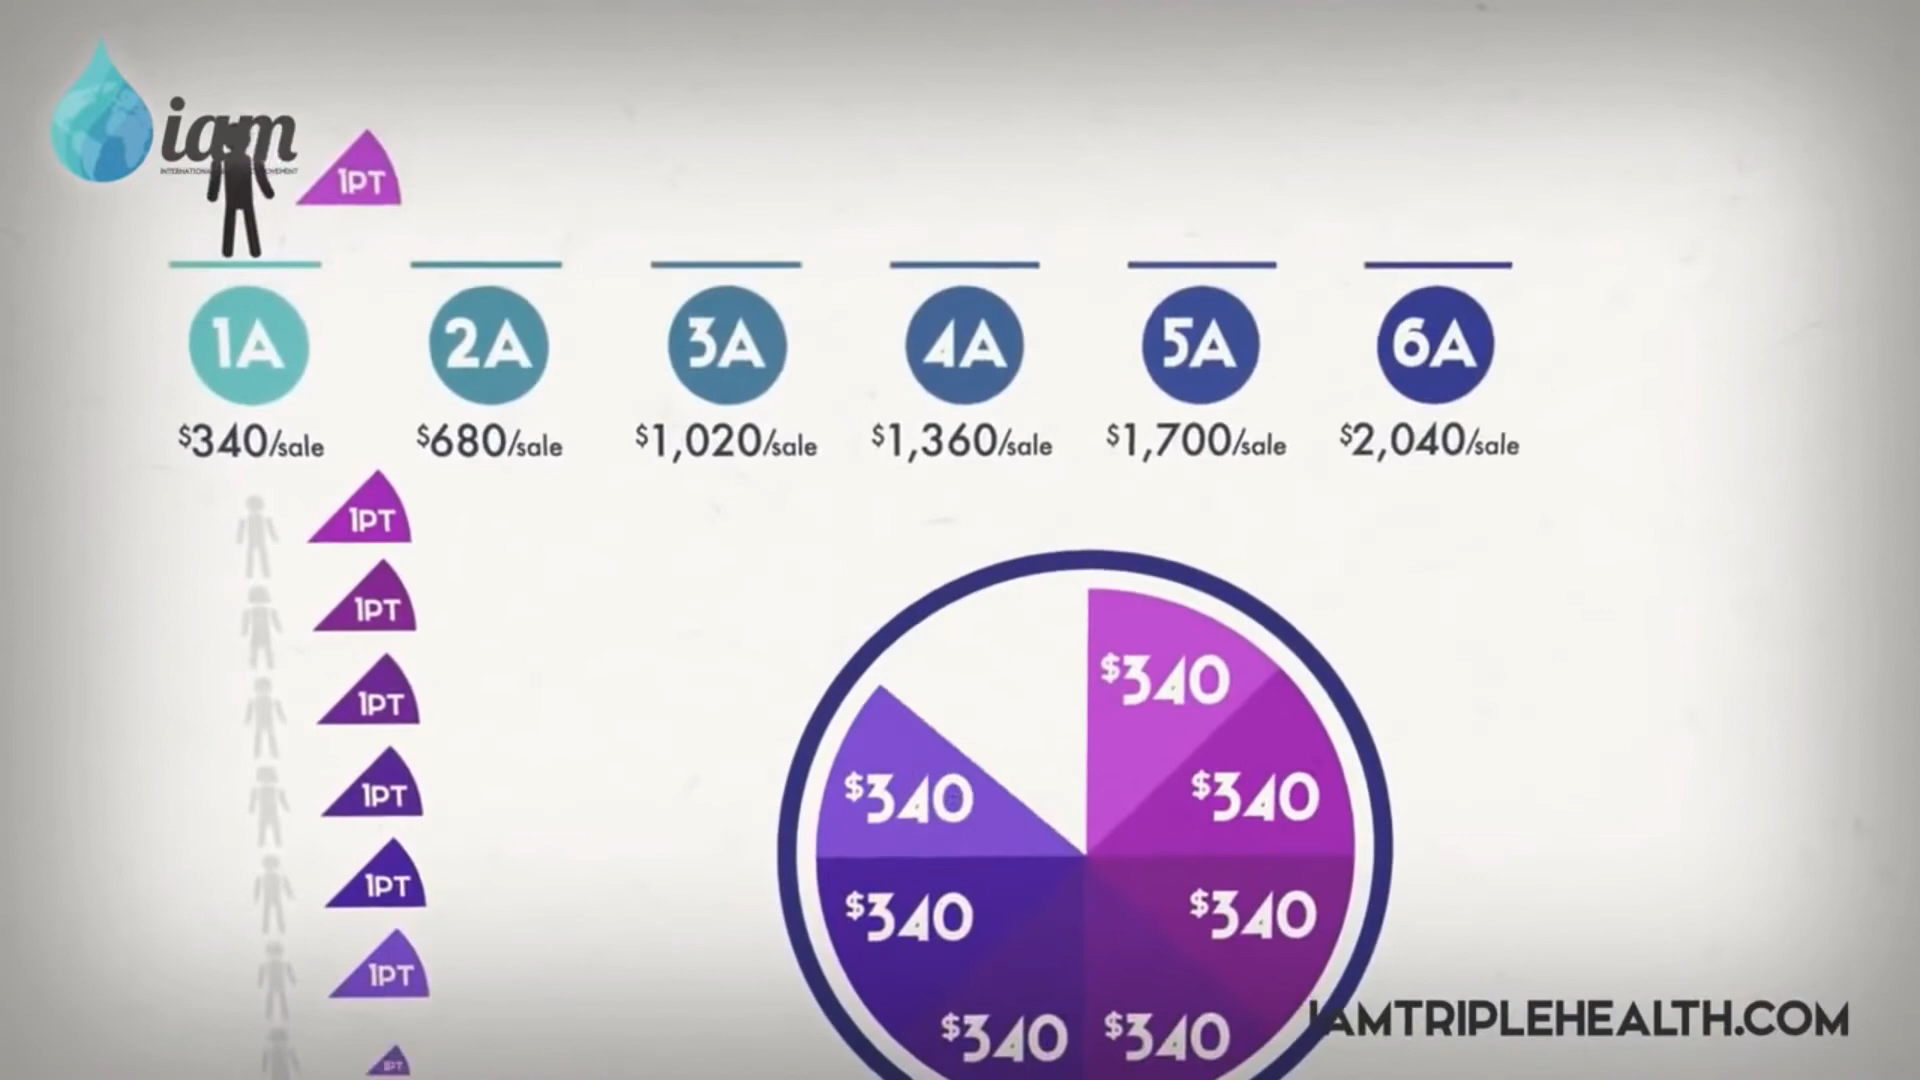 iam
1PT
1A
2A
3A
4A
5A
6A
$340/sale
$680/sale
$1,020/sale
$1,360/sale
$1,700/sale
$2,040/sale
1PT
1PT
1PT
1PT
1PT
1PT
1PT
$340
$340
$340
$340
$340
$340
$340
IAMTRIPLEHEALTH.COM